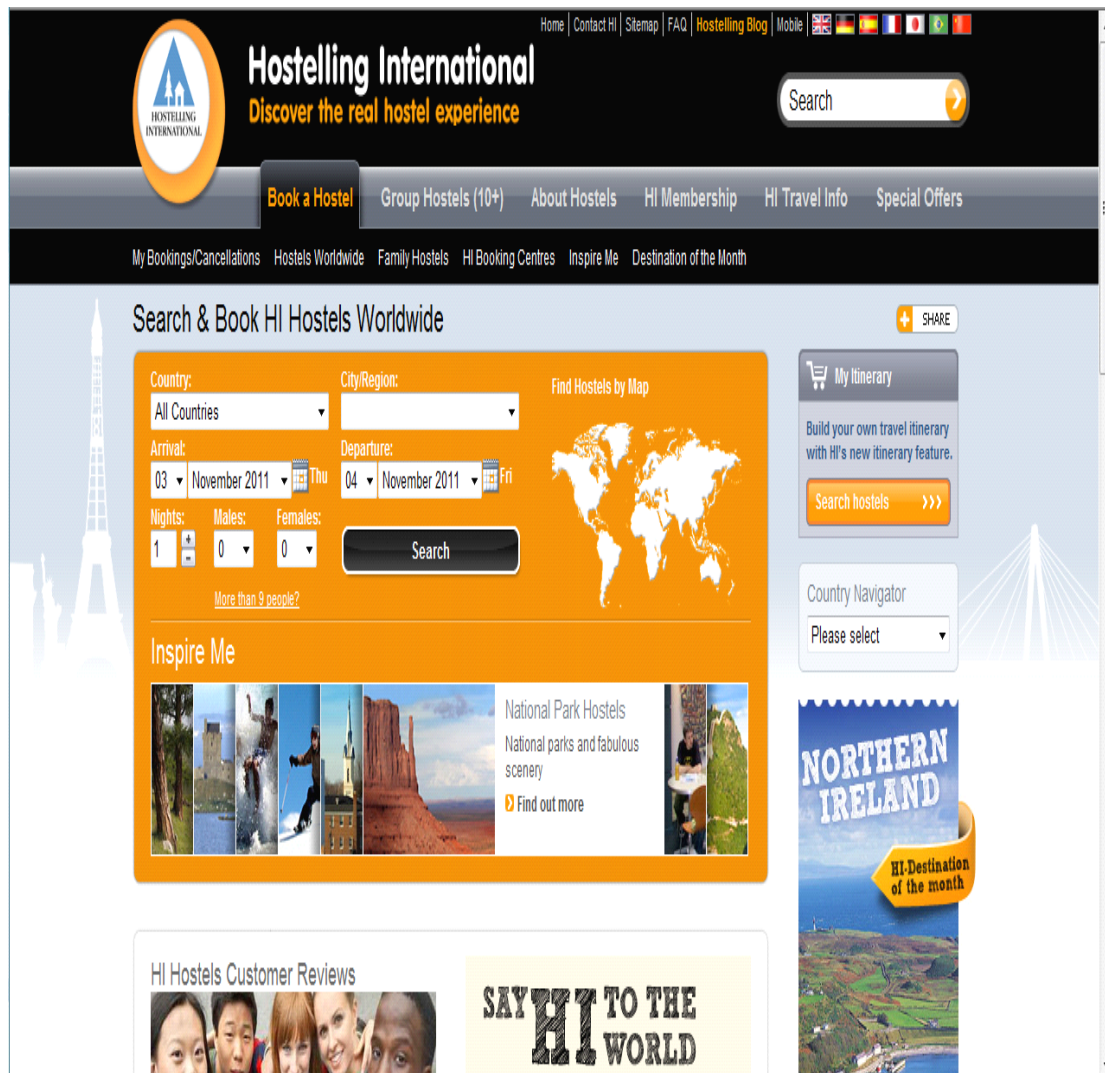 Home | Contact HI | Sitemap | FAQ | Hostelling Blog | Mobile |
HOSTELLING
INTERNATIONAL
Hostelling International
Discover the real hostel experience
Search
Book a Hostel Group Hostels (10+) About Hostels HI Membership HI Travel Info Special Offers
My Bookings/Cancellations Hostels Worldwide Family Hostels HI Booking Centres Inspire Me Destination of the Month
Search & Book HI Hostels Worldwide
SHARE
Country: City/Region:
All Countries
Arrival: Departure:
03 November 2011 Thu 04 November 2011 Fri
Nights: Males: Females:
1 0 0 Search
More than 9 people?
Find Hostels by Map
My Itinerary
Build your own travel itinerary
with HI's new itinerary feature.
Search hostels >>>
Country Navigator
Please select
Inspire Me
National Park Hostels
National parks and fabulous
scenery
Find out more
NORTHERN
IRELAND
HI-Destination
of the month
HI Hostels Customer Reviews
SAY HI TO THE
WORLD